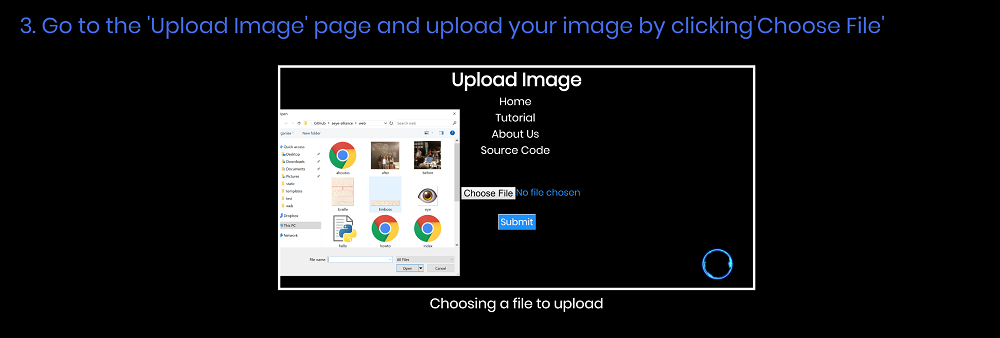 3. Go to the 'Upload Image' page and upload your image by clicking'Choose File'
Upload Image
Home
Tutorial
About Us
Source Code
Open
GitHub › aeye-alliance › web
Search web
New folder
Quick access
Desktop
Downloads
Documents
Pictures
static
templates
test
web
Dropbox
This PC
Network
aboutus
after
before
braille
Emboss
eye
hello
howto
index
File name:
All Files
Open
Cancel
Choose File No file chosen
Submit
Choosing a file to upload